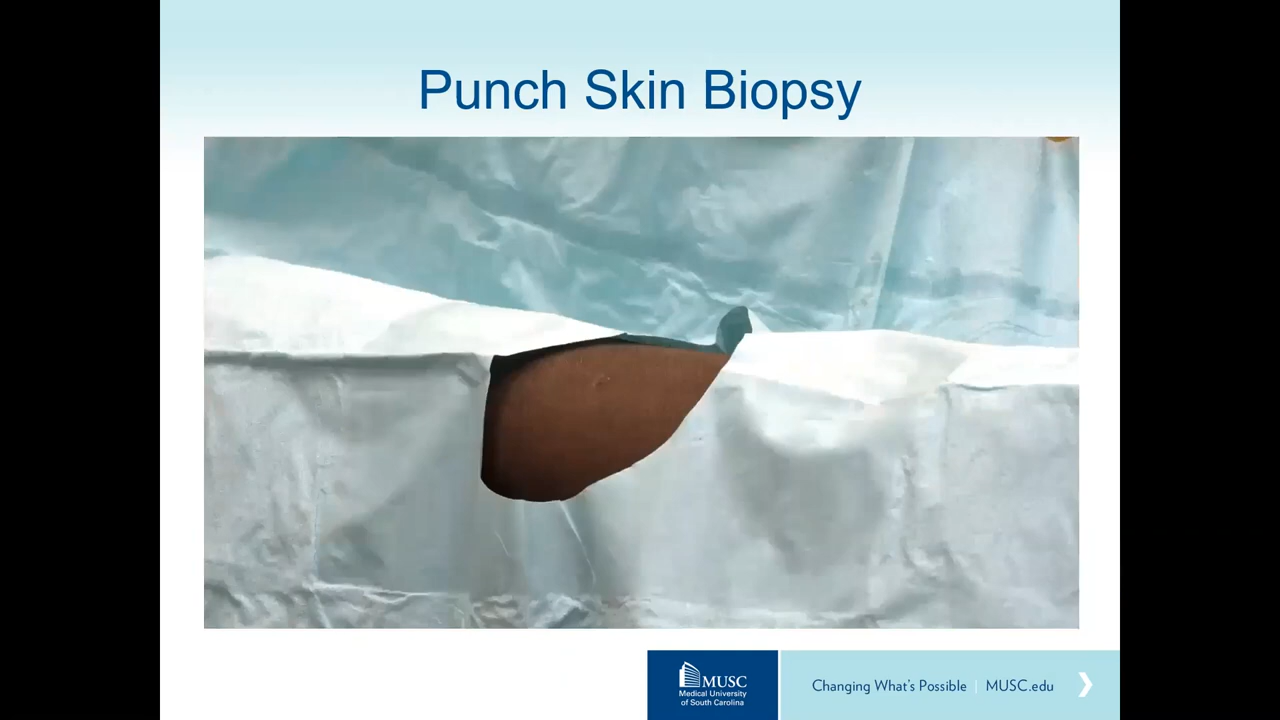 Punch Skin Biopsy
MUSC
Medical University
of South Carolina
Changing What's Possible | MUSC.edu